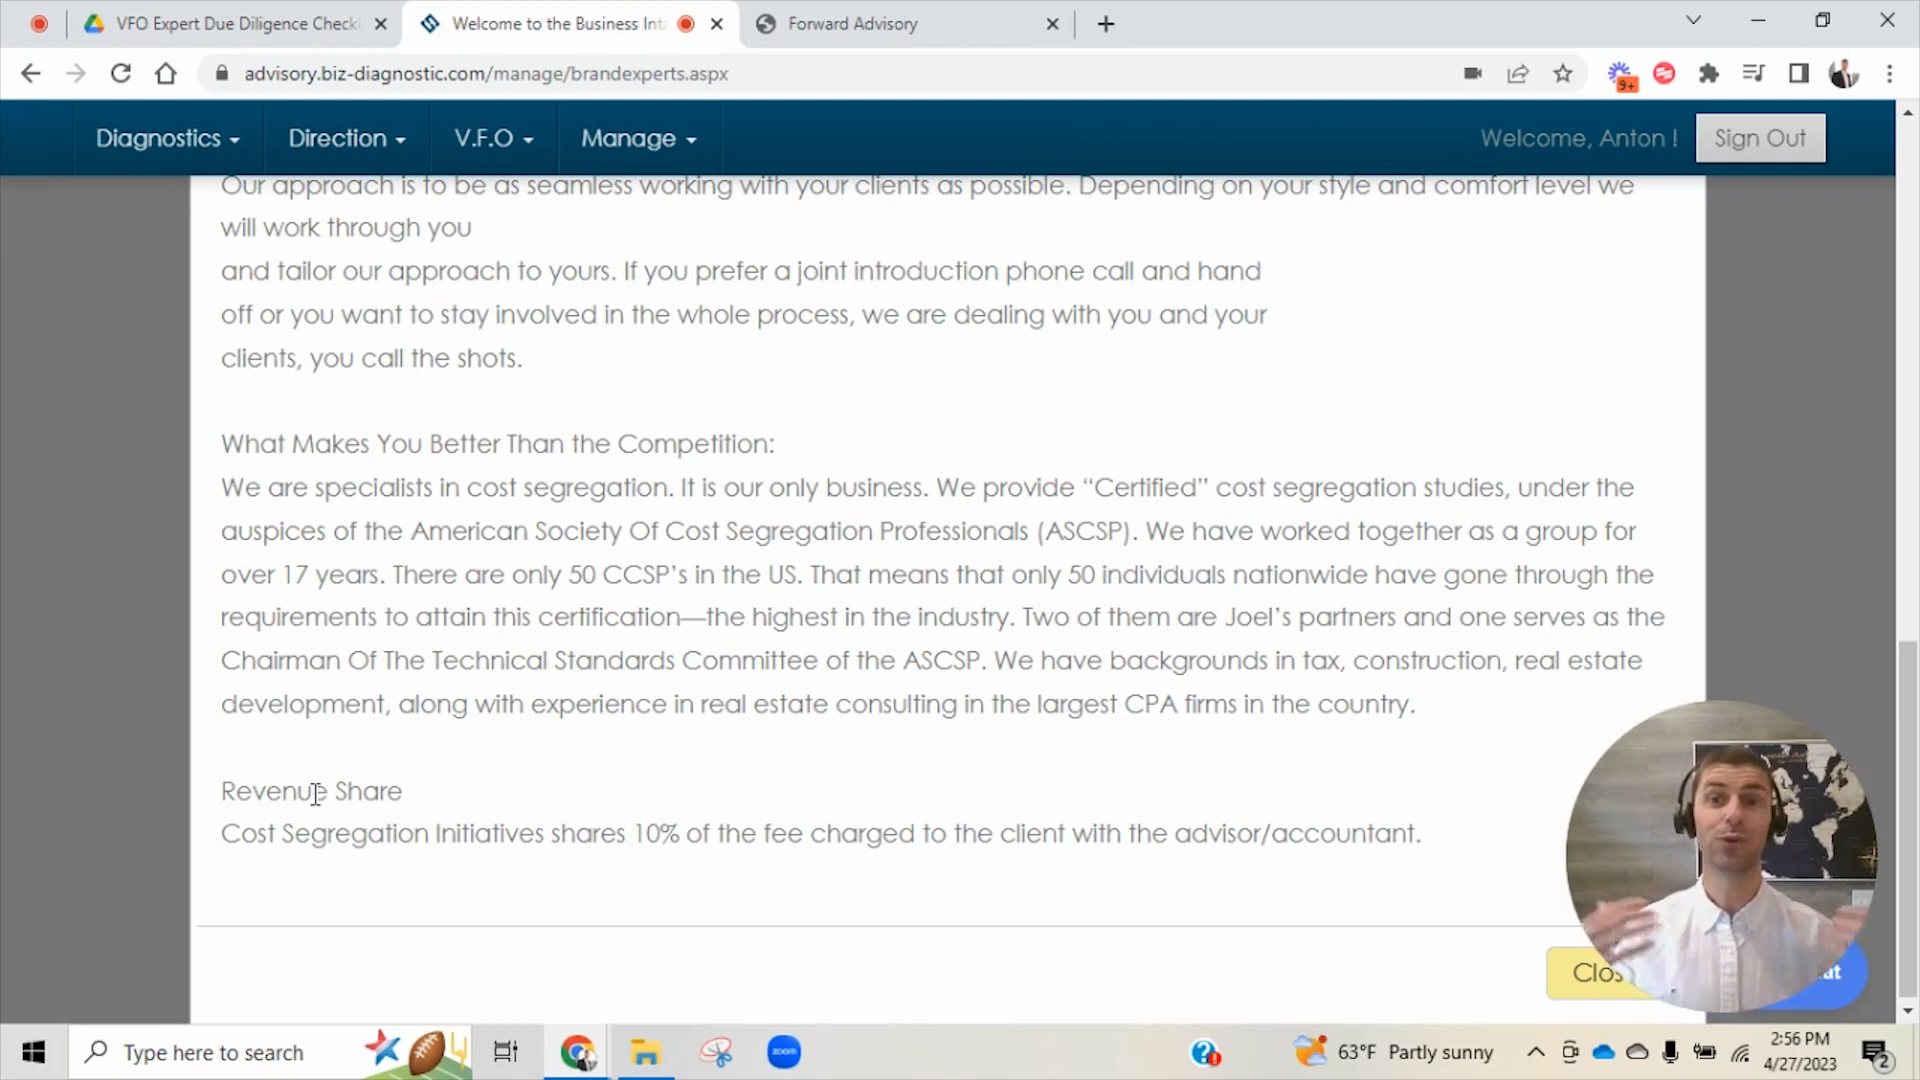 VFO Expert Due Diligence Check
Welcome to the Business Inta
Forward Advisory
advisory.biz-diagnostic.com/manage/brandexperts.aspx
9+
Diagnostics
Direction
V.F.O
Manage
Welcome, Anton !
Sign Out
Our approach is to be as seamless working with your clients as possible. Depending on your style and comfort level we
will work through you
and tailor our approach to yours. If you prefer a joint introduction phone call and hand
off or you want to stay involved in the whole process, we are dealing with you and your
clients, you call the shots.
What Makes You Better Than the Competition:
We are specialists in cost segregation. It is our only business. We provide “Certified” cost segregation studies, under the
auspices of the American Society Of Cost Segregation Professionals (ASCSP). We have worked together as a group for
over 17 years. There are only 50 CCSP’s in the US. That means that only 50 individuals nationwide have gone through the
requirements to attain this certification—the highest in the industry. Two of them are Joel’s partners and one serves as the
Chairman Of The Technical Standards Committee of the ASCSP. We have backgrounds in tax, construction, real estate
development, along with experience in real estate consulting in the largest CPA firms in the country.
Revenue Share
Cost Segregation Initiatives shares 10% of the fee charged to the client with the advisor/accountant.
Clos
at
Type here to search
zoom
63°F Partly sunny
2:56 PM
4/27/2023
2